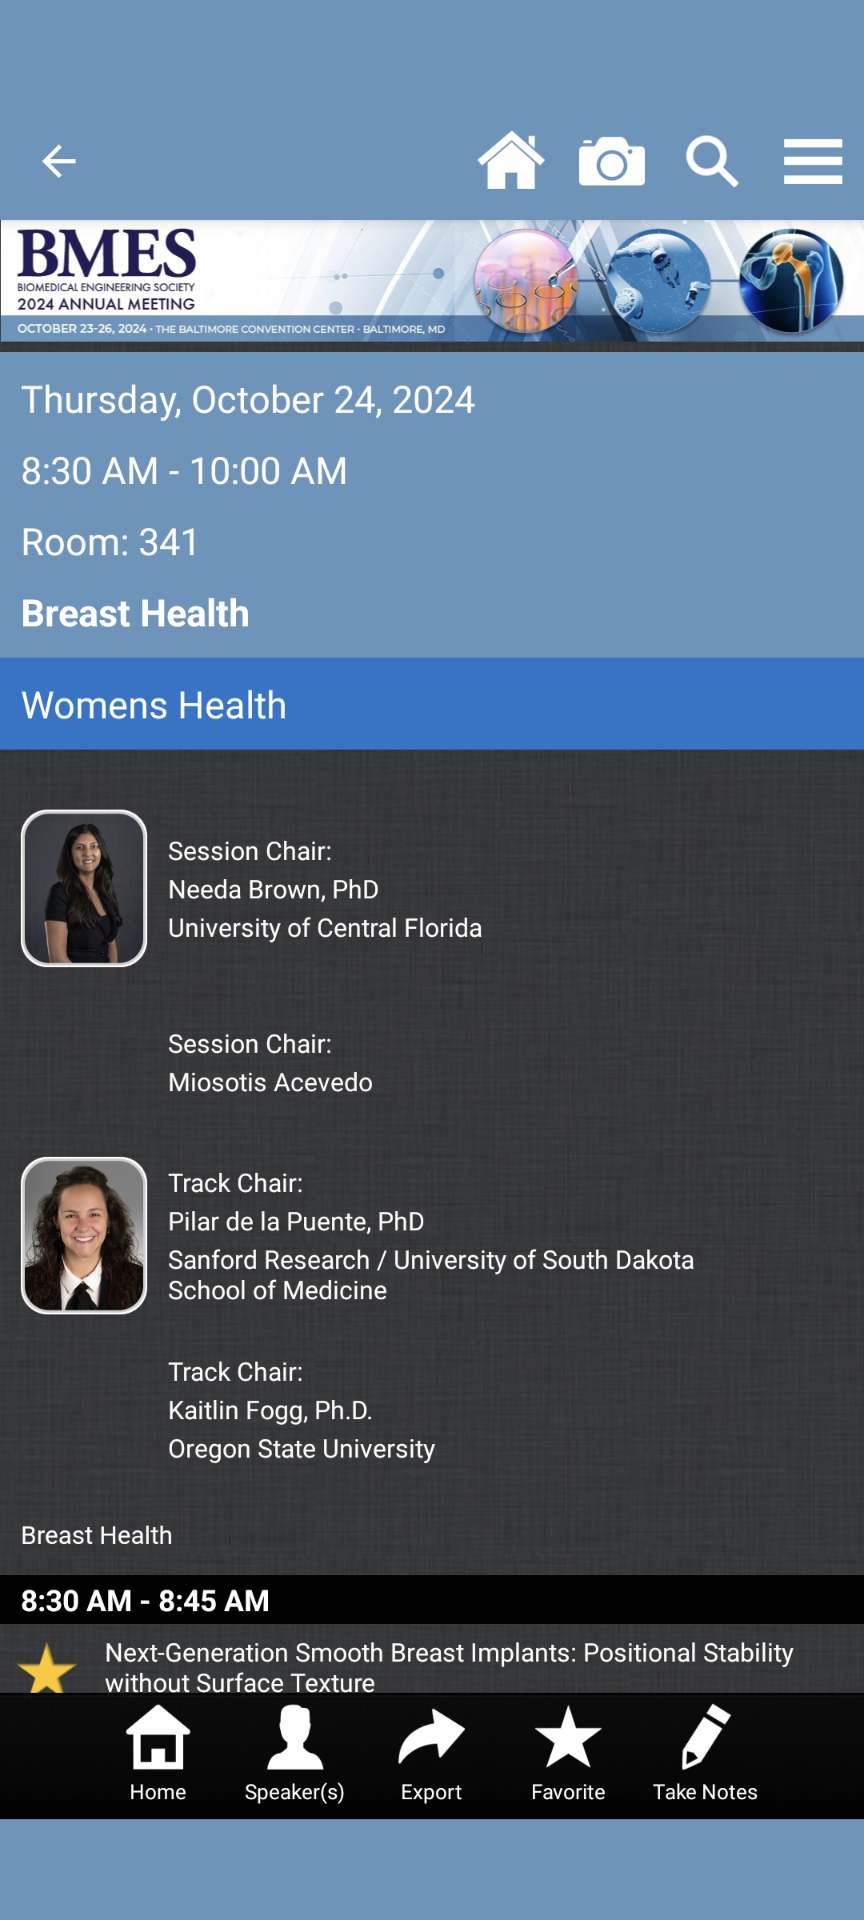 BMES
BIOMEDICAL ENGINEERING SOCIETY
2024 ANNUAL MEETING
OCTOBER 23-26, 2024 • THE BALTIMORE CONVENTION CENTER • BALTIMORE, MD
Thursday, October 24, 2024
8:30 AM - 10:00 AM
Room: 341
Breast Health
Womens Health
Session Chair:
Needa Brown, PhD
University of Central Florida
Session Chair:
Miosotis Acevedo
Track Chair:
Pilar de la Puente, PhD
Sanford Research / University of South Dakota
School of Medicine
Track Chair:
Kaitlin Fogg, Ph.D.
Oregon State University
Breast Health
8:30 AM - 8:45 AM
Next-Generation Smooth Breast Implants: Positional Stability
without Surface Texture
Home
Speaker(s)
Export
Favorite
Take Notes